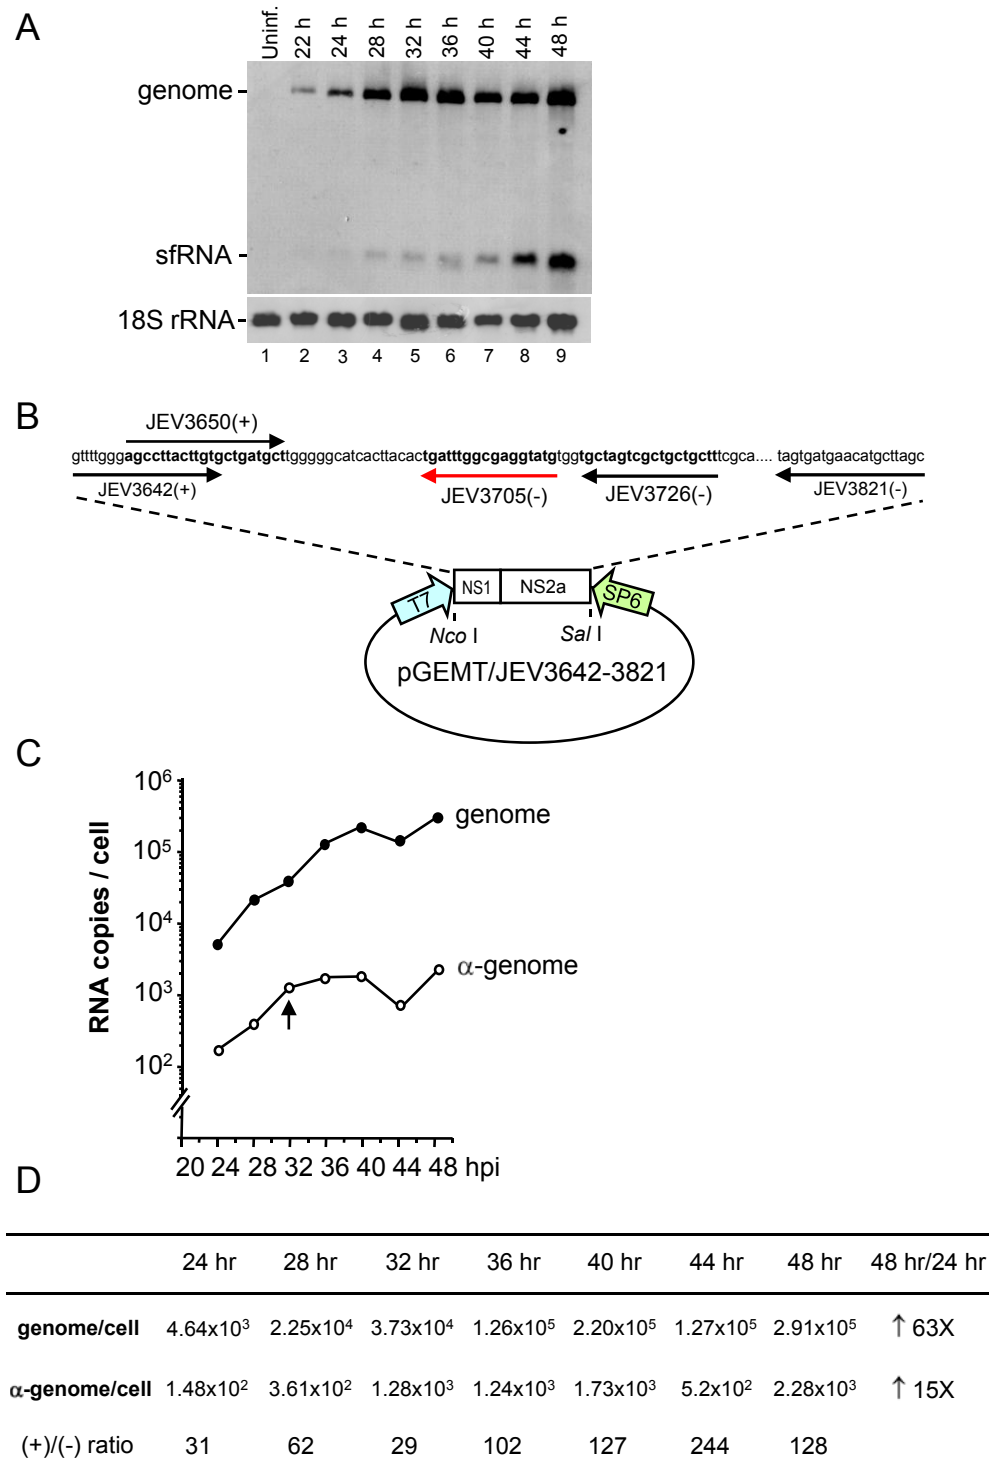 A
Uninf. 22 h 24 h 28 h 32 h 36 h 40 h 44 h 48 h
genome
sfRNA
18S rRNA
1 2 3 4 5 6 7 8 9
B
JEV3650(+)
gttttgggagccttacttgtgctgatgcttgggggcatcacttacactgatttggcgaggtatgtggtgctagtcgctgctgctttcgca.... tagtgatgaacatgcttagc
JEV3642(+) JEV3705(-) JEV3726(-) JEV3821(-)
T7 NS1 NS2a SP6
Nco I Sal I
pGEMT/JEV3642-3821
C
RNA copies / cell
10⁶
10⁵
10⁴
10³
10²
genome
α-genome
20 24 28 32 36 40 44 48 hpi
D
24 hr 28 hr 32 hr 36 hr 40 hr 44 hr 48 hr 48 hr/24 hr
genome/cell 4.64x10³ 2.25x10⁴ 3.73x10⁴ 1.26x10⁵ 2.20x10⁵ 1.27x10⁵ 2.91x10⁵ ↑ 63X
α-genome/cell 1.48x10² 3.61x10² 1.28x10³ 1.24x10³ 1.73x10³ 5.2x10² 2.28x10³ ↑ 15X
(+)/(-) ratio 31 62 29 102 127 244 128